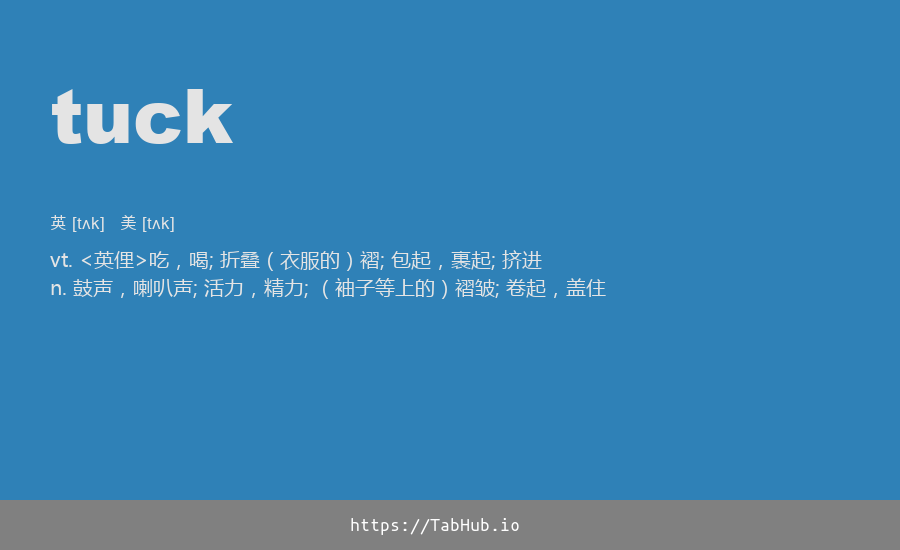 tuck
英 [tʌk] 美 [tʌk]
vt. <英俚>吃，喝; 折叠（衣服的）褶; 包起，裹起; 挤进
n. 鼓声，喇叭声; 活力，精力; （袖子等上的）褶皱; 卷起，盖住
https://TabHub.io